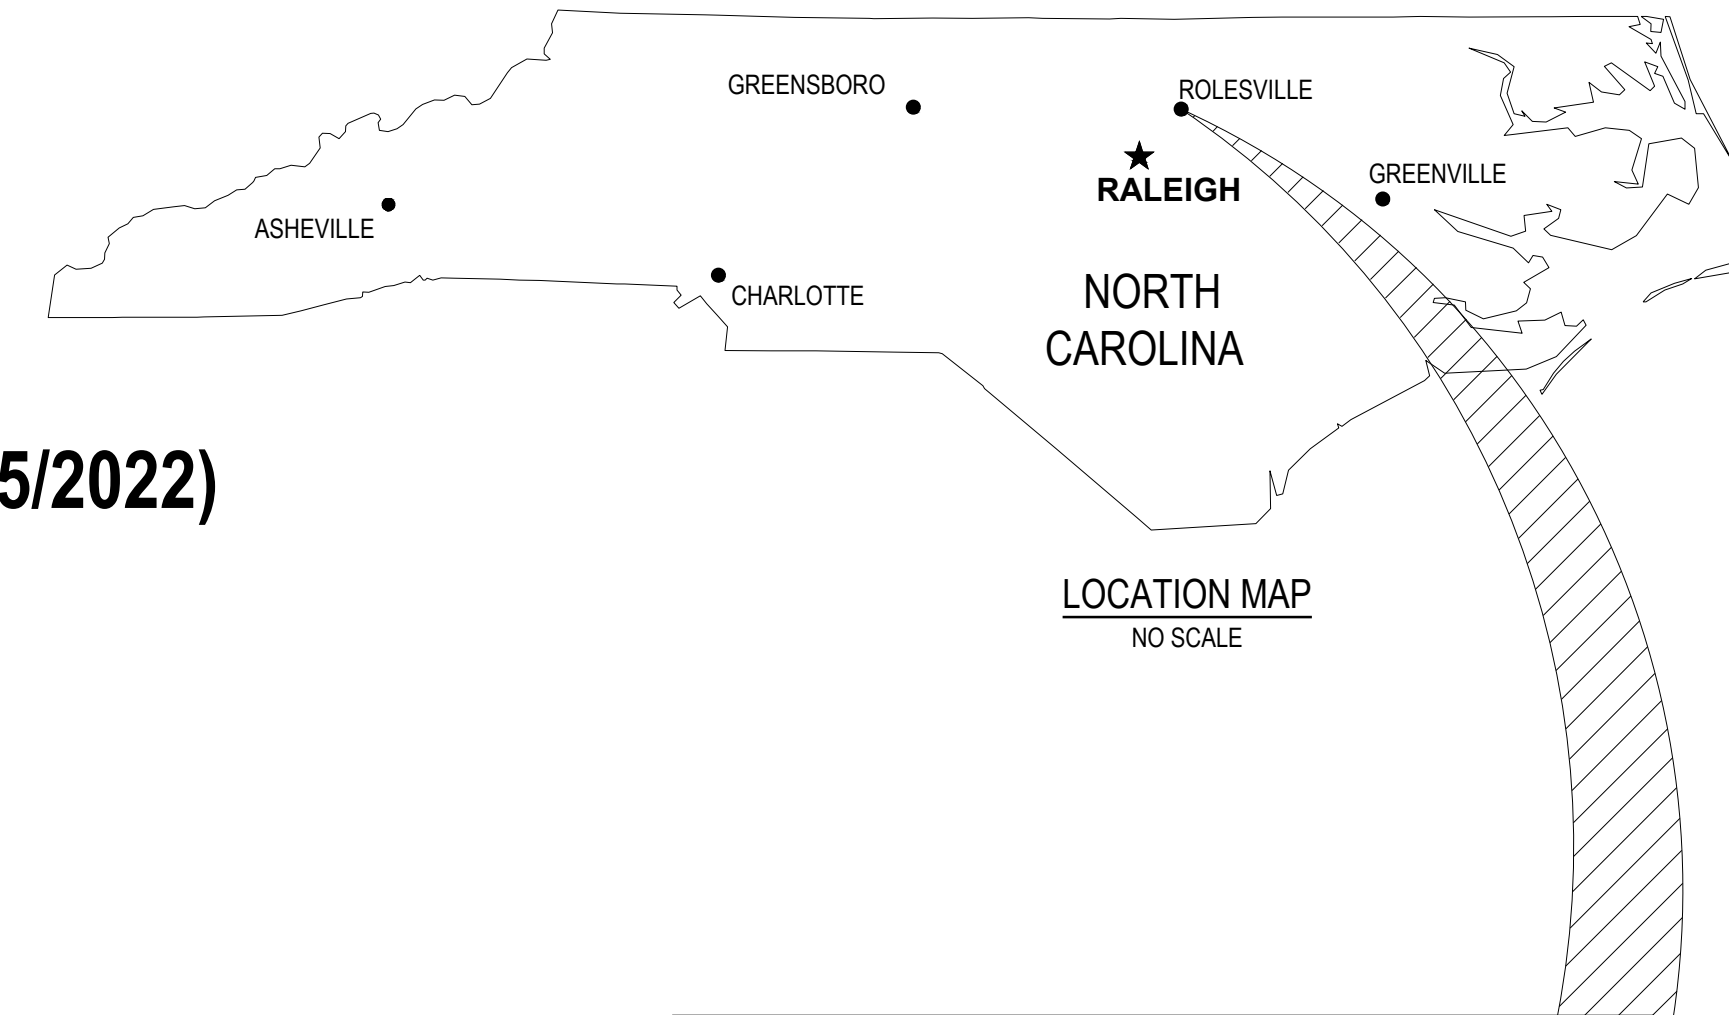 GREENSBORO
ROLESVILLE
GREENVILLE
RALEIGH
ASHEVILLE
CHARLOTTE
NORTH
CAROLINA
5/2022)
LOCATION MAP
NO SCALE